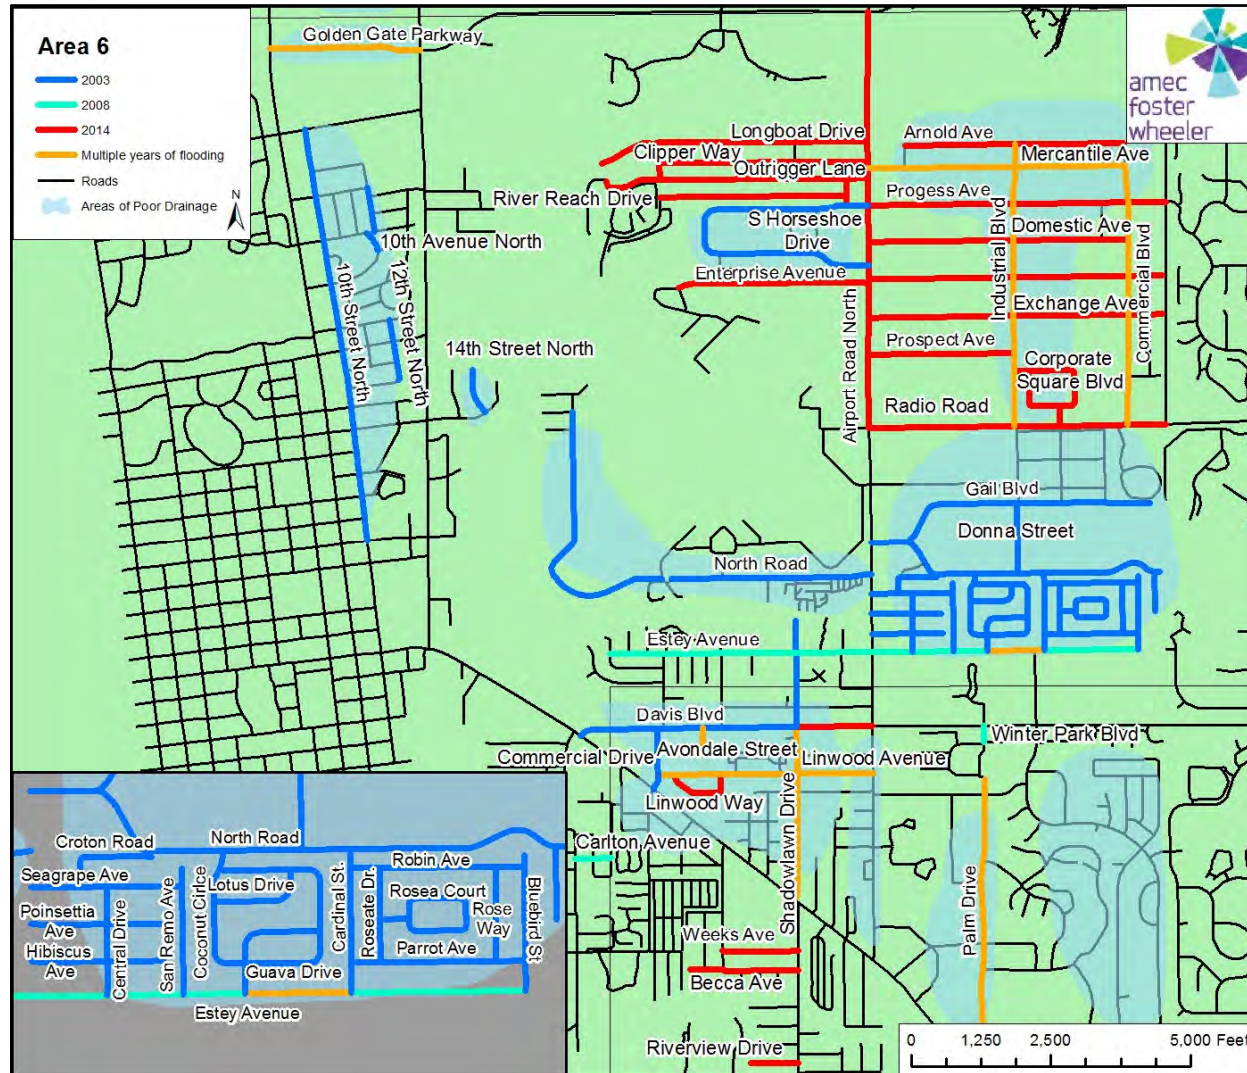 Area 6
2003
2008
2014
Multiple years of flooding
Roads
Areas of Poor Drainage
N
Golden Gate Parkway
amec
foster
wheeler
Longboat Drive
Arnold Ave
Clipper Way
Mercantile Ave
Outrigger Lane
River Reach Drive
Progess Ave
S Horseshoe
Drive
Domestic Ave
10th Avenue North
Enterprise Avenue
Industrial Blvd
Commercial Blvd
Exchange Ave
10th Street North
12th Street North
14th Street North
Airport Road North
Prospect Ave
Corporate
Square Blvd
Radio Road
Gail Blvd
Donna Street
North Road
Estey Avenue
Davis Blvd
Winter Park Blvd
Commercial Drive
Avondale Street
Linwood Avenue
Linwood Way
Shadowlawn Drive
Carlton Avenue
Palm Drive
Weeks Ave
Becca Ave
Riverview Drive
Croton Road
North Road
Seagrape Ave
Lotus Drive
Robin Ave
Rosea Court
Rose
Way
Poinsettia
Ave
Hibiscus
Ave
Central Drive
San Remo Ave
Coconut Cirlce
Cardinal St.
Roseate Dr.
Parrot Ave
Bluebird St
Guava Drive
Estey Avenue
0 1,250 2,500 5,000 Feet